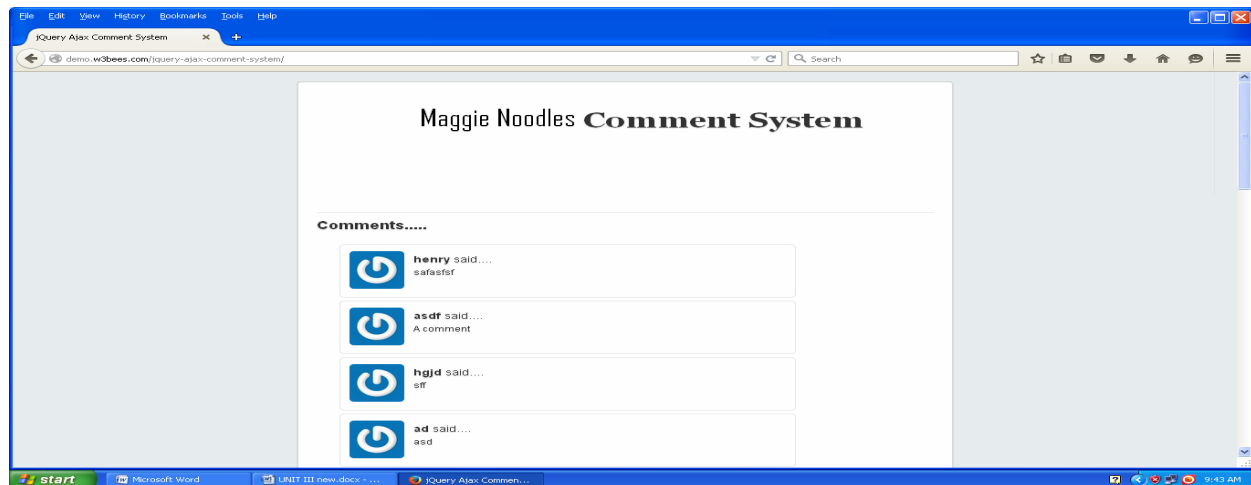 File Edit View History Bookmarks Tools Help
jQuery Ajax Comment System
demo.w3bees.com/jquery-ajax-comment-system/ Search
Maggie Noodles Comment System
Comments.....
henry said....
safasfsf
asdf said....
A comment
hgjd said....
sff
ad said....
asd
start Microsoft Word UNIT III new.docx - ... jQuery Ajax Commen... 9:43 AM